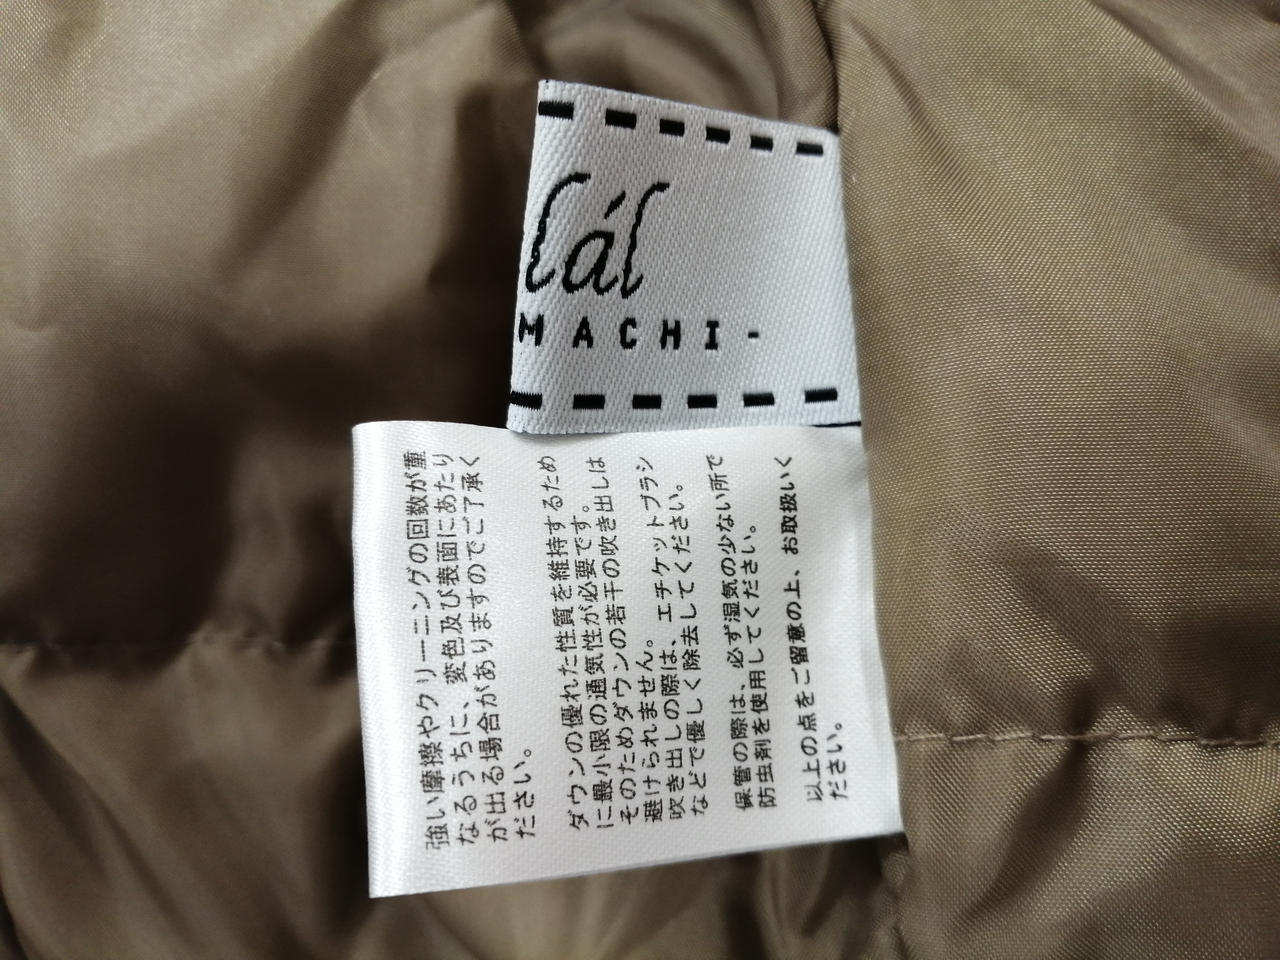 lál
MACHI-
強い摩擦やクリーニングの回数が重
なるうちに、変色及び表面にあたり
が出る場合がありますのでご了承く
ださい。
ダウンの優れた性質を維持するため
に最小限の通気性が必要です。
そのためダウンの若干の吹き出しは
避けられません。
吹き出しの際は、エチケットブラシ
などで優しく除去してください。
保管の際は、必ず湿気の少ない所で
防虫剤を使用してください。
以上の点をご留意の上、お取扱いく
ださい。